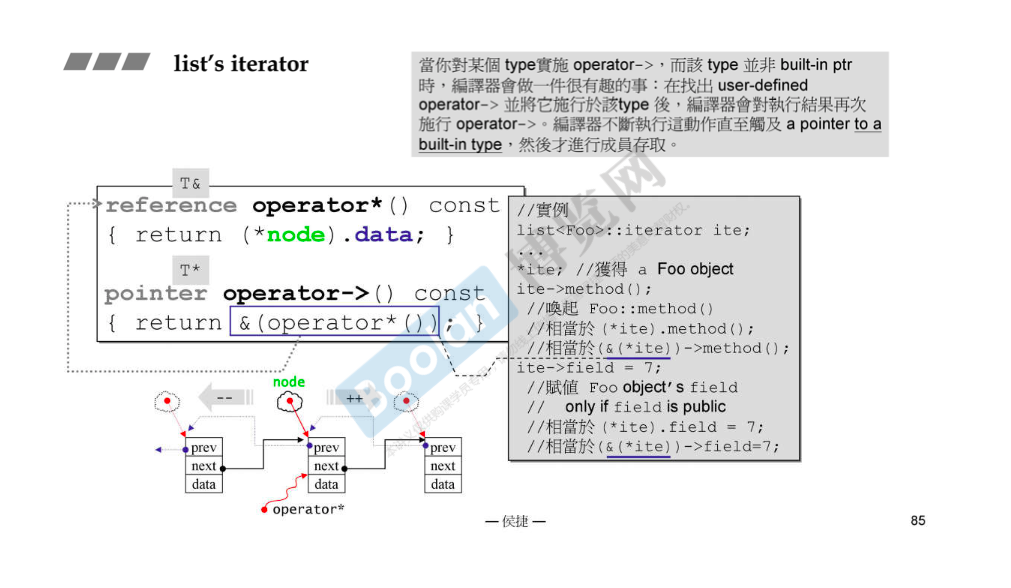 list's iterator
當你對某個 type實施 operator->，而該 type 並非 built-in ptr
時，編譯器會做一件很有趣的事：在找出 user-defined
operator-> 並將它施行於該type 後，編譯器會對執行結果再次
施行 operator->。編譯器不斷執行這動作直至觸及 a pointer to a
built-in type，然後才進行成員存取。
T&
reference operator*() const
{ return (*node).data; }
T*
pointer operator->() const
{ return &(operator*()); }
//實例
list<Foo>::iterator ite;
...
*ite; //獲得 a Foo object
ite->method();
//喚起 Foo::method()
//相當於 (*ite).method();
//相當於(&(*ite))->method();
ite->field = 7;
//賦值 Foo object's field
// only if field is public
//相當於 (*ite).field = 7;
//相當於(&(*ite))->field=7;
node
--
++
prev
next
data
prev
next
data
prev
next
data
operator*
Boolan 博览网
— 侯捷 —
85